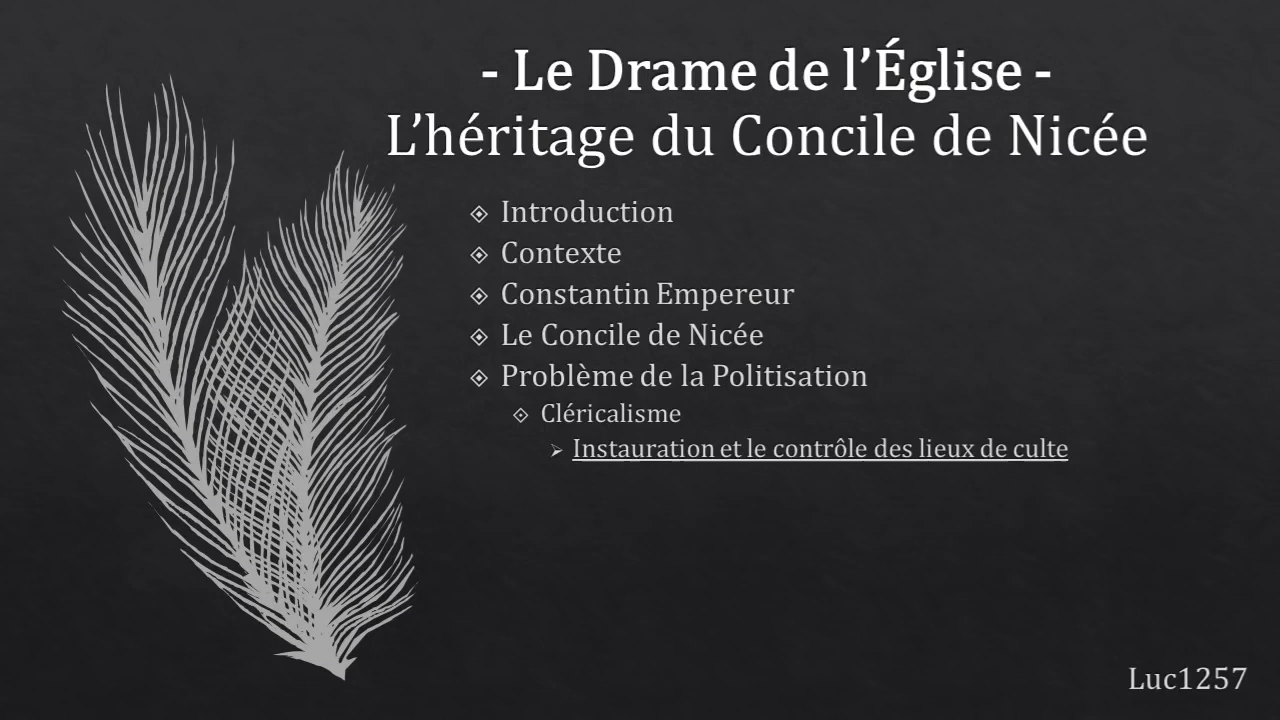 - Le Drame de l’Église -
L’héritage du Concile de Nicée
Introduction
Contexte
Constantin Empereur
Le Concile de Nicée
Problème de la Politisation
Cléricalisme
Instauration et le contrôle des lieux de culte
Luc1257